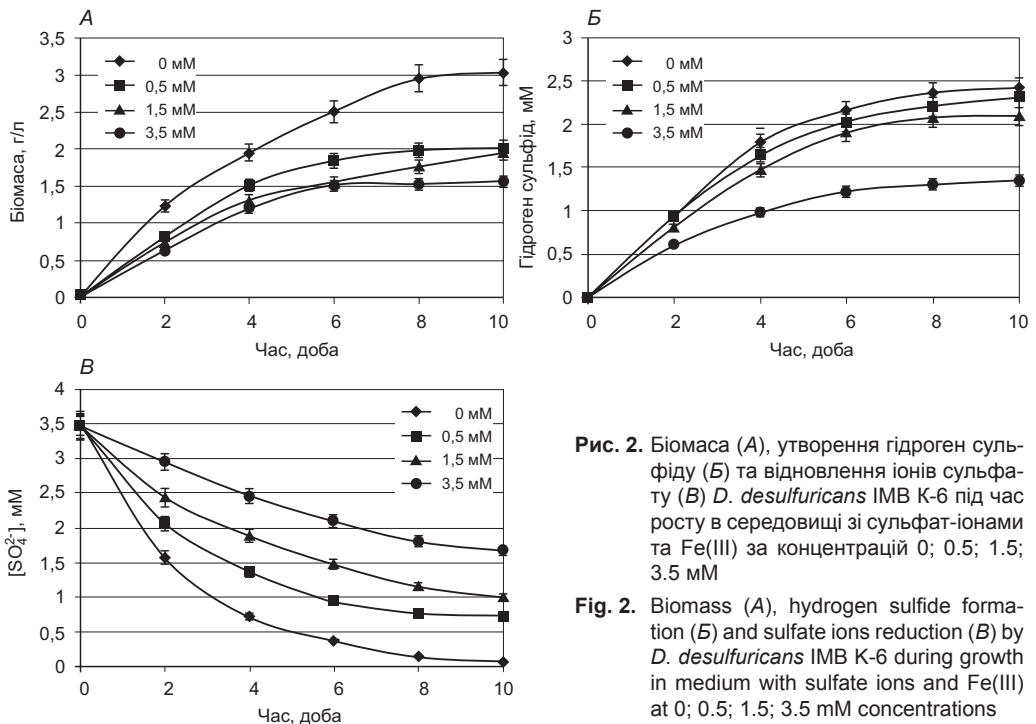 А
Біомаса, г/л
3,5
3
2,5
2
1,5
1
0,5
0
0 мМ
0,5 мМ
1,5 мМ
3,5 мМ
0 2 4 6 8 10
Час, доба
Б
Гідроген сульфід, мМ
3
2,5
2
1,5
1
0,5
0
0 мМ
0,5 мМ
1,5 мМ
3,5 мМ
0 2 4 6 8 10
Час, доба
В
[SO₄²⁻], мМ
4
3,5
3
2,5
2
1,5
1
0,5
0
0 мМ
0,5 мМ
1,5 мМ
3,5 мМ
0 2 4 6 8 10
Час, доба
Рис. 2. Біомаса (А), утворення гідроген суль-
фіду (Б) та відновлення іонів сульфа-
ту (В) D. desulfuricans ІМВ К-6 під час
росту в середовищі зі сульфат-іонами
та Fe(III) за концентрацій 0; 0.5; 1.5;
3.5 мМ
Fig. 2. Biomass (A), hydrogen sulfide forma-
tion (Б) and sulfate ions reduction (B) by
D. desulfuricans IMB K-6 during growth
in medium with sulfate ions and Fe(III)
at 0; 0.5; 1.5; 3.5 mM concentrations